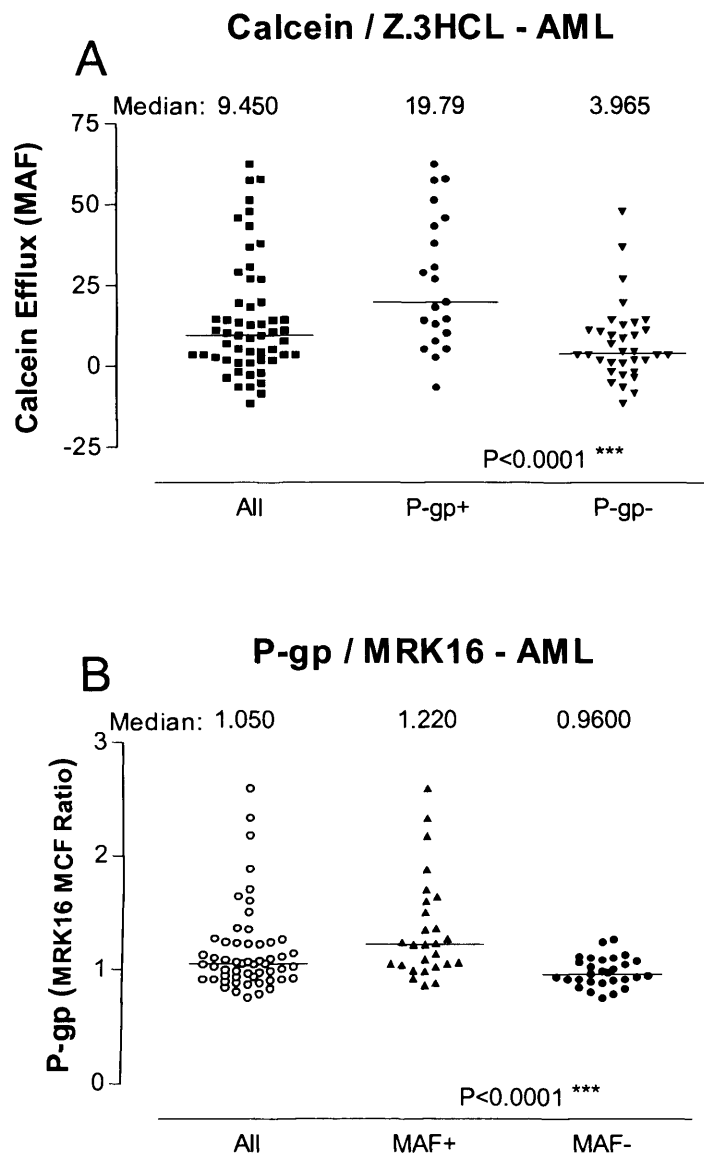 Calcein / Z.3HCL - AML
A
Median: 9.450 19.79 3.965
75
50
25
0
-25
Calcein Efflux (MAF)
P<0.0001 ***
All P-gp+ P-gp-
P-gp / MRK16 - AML
B
Median: 1.050 1.220 0.9600
3
2
1
0
P-gp (MRK16 MCF Ratio)
P<0.0001 ***
All MAF+ MAF-